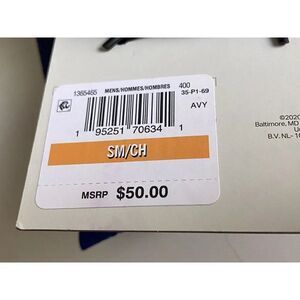 1365465 MENS/HOMMES/HOMBRES 400
35-P1-69
AVY
1 95251 70634 1
SM/CH
MSRP $50.00
©2020
Baltimore, MD
B.V. NL-